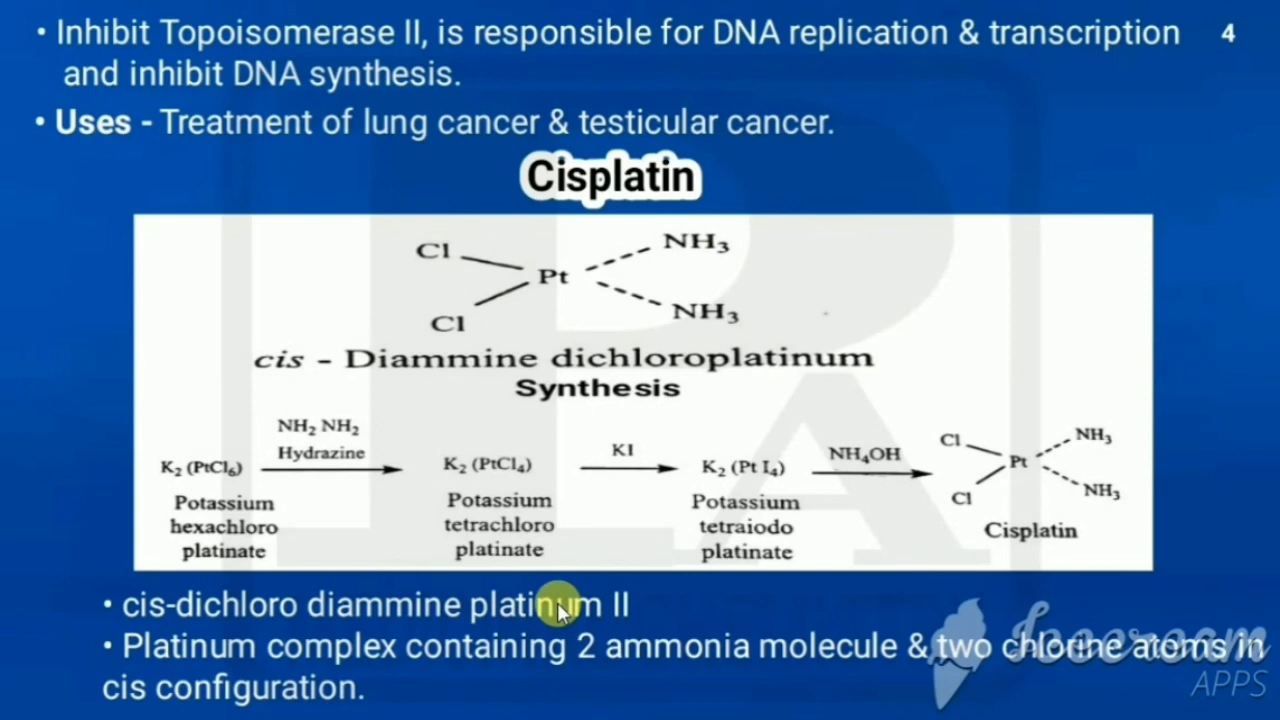 • Inhibit Topoisomerase II, is responsible for DNA replication & transcription 4
and inhibit DNA synthesis.
• Uses - Treatment of lung cancer & testicular cancer.
Cisplatin
Cl NH₃
Pt
Cl NH₃
cis - Diammine dichloroplatinum
Synthesis
NH₂ NH₂
Hydrazine KI NH₄OH Cl NH₃
K₂ (PtCl₆) K₂ (PtCl₄) K₂ (Pt I₄) Pt
Cl NH₃
Potassium Potassium Potassium Cisplatin
hexachloro tetrachloro tetraiodo
platinate platinate platinate
• cis-dichloro diammine platinum II
• Platinum complex containing 2 ammonia molecule & two chlorine atoms in
cis configuration.
Icecream
APPS